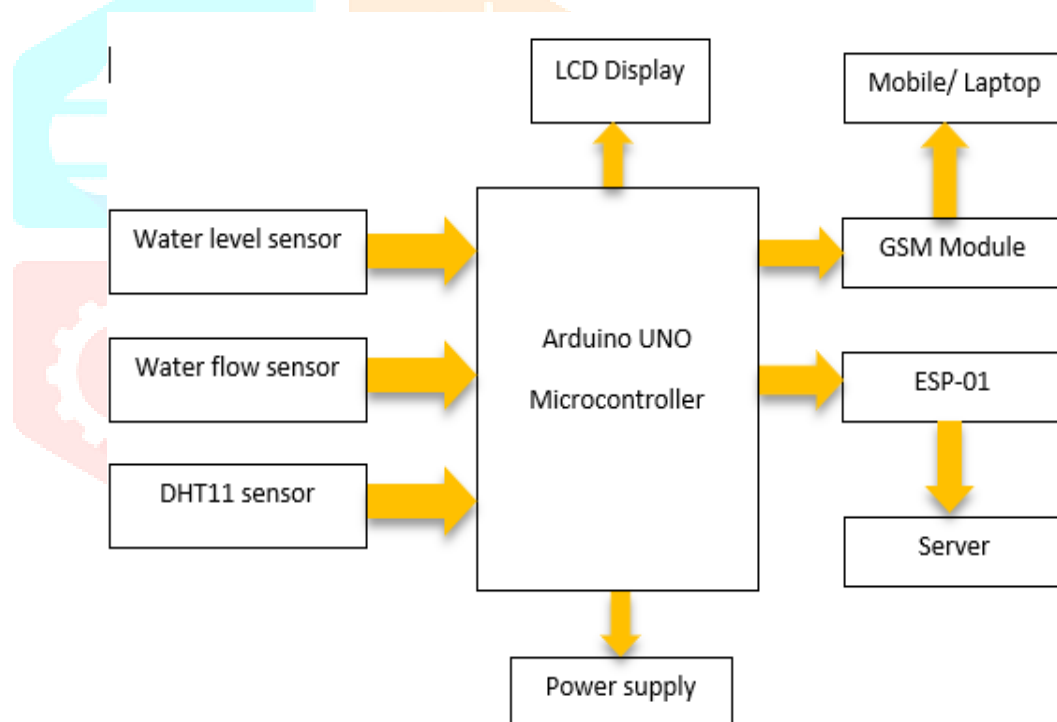 LCD Display
Mobile/ Laptop
Water level sensor
GSM Module
Water flow sensor
Arduino UNO
Microcontroller
ESP-01
DHT11 sensor
Server
Power supply